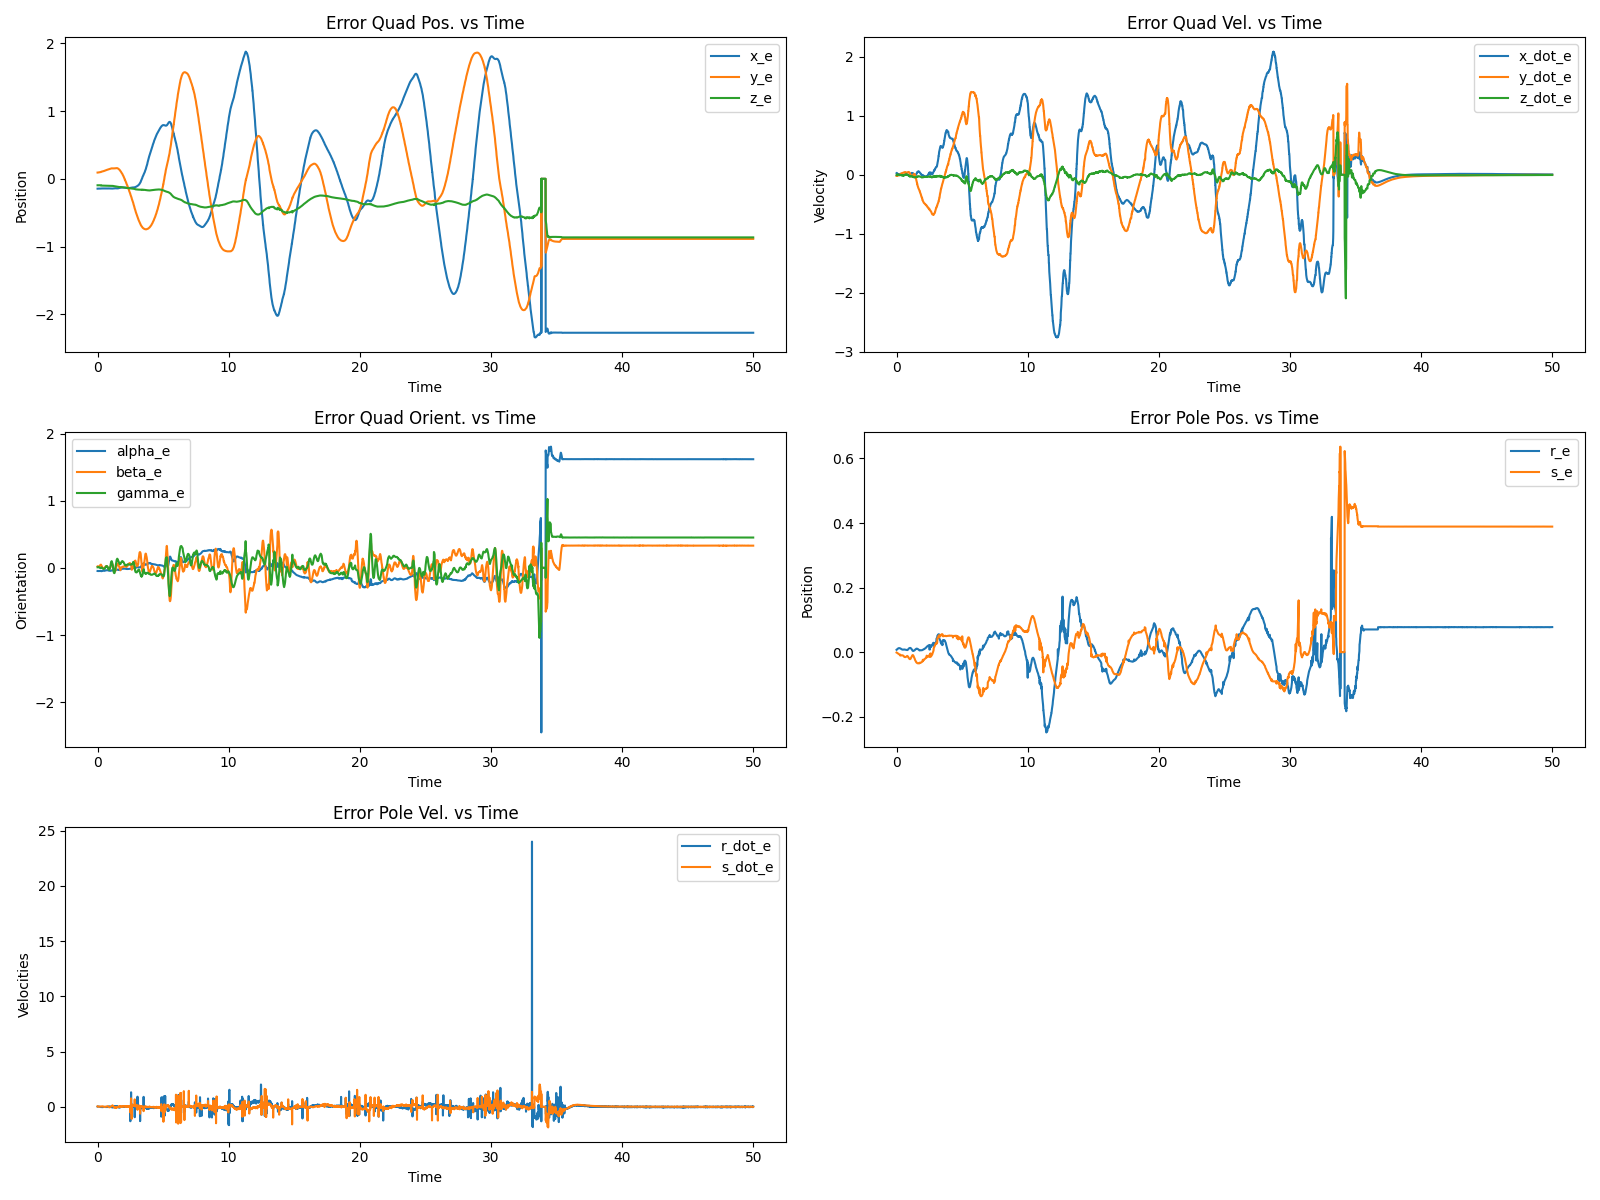 Error Quad Pos. vs Time
2
1
0
−1
−2
Position
x_e
y_e
z_e
0
10
20
30
40
50
Time
Error Quad Vel. vs Time
2
1
0
−1
−2
−3
Velocity
x_dot_e
y_dot_e
z_dot_e
0
10
20
30
40
50
Time
Error Quad Orient. vs Time
2
1
0
−1
−2
Orientation
alpha_e
beta_e
gamma_e
0
10
20
30
40
50
Time
Error Pole Pos. vs Time
0.6
0.4
0.2
0.0
−0.2
Position
r_e
s_e
0
10
20
30
40
50
Time
Error Pole Vel. vs Time
25
20
15
10
5
0
Velocities
r_dot_e
s_dot_e
0
10
20
30
40
50
Time